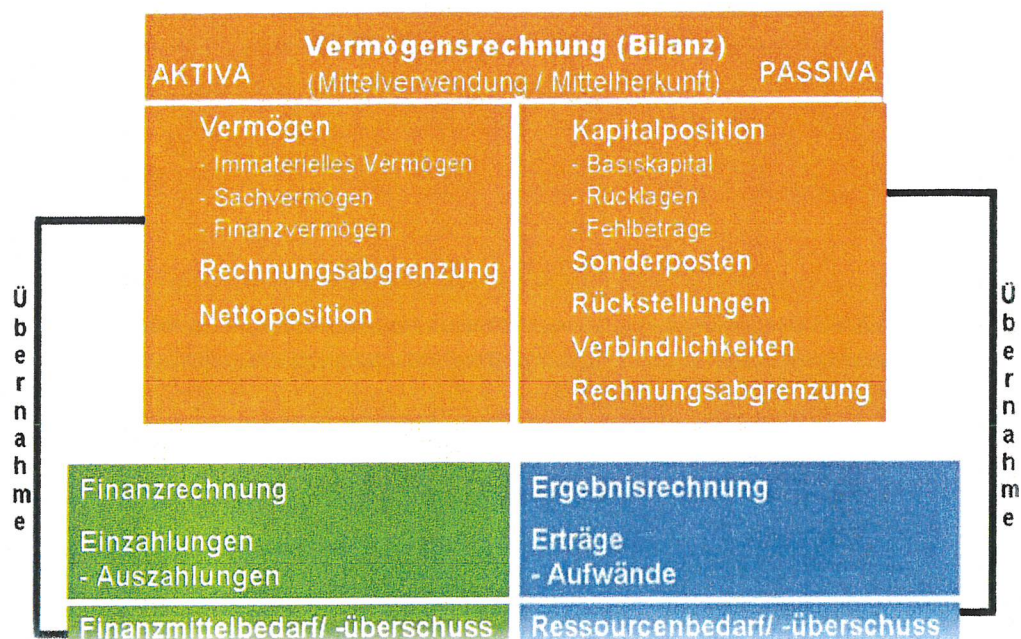 Vermögensrechnung (Bilanz)
AKTIVA
(Mittelverwendung / Mittelherkunft)
PASSIVA
Vermögen
- Immaterielles Vermögen
- Sachvermögen
- Finanzvermögen
Rechnungsabgrenzung
Nettoposition
Kapitalposition
- Basiskapital
- Rücklagen
- Fehlbeträge
Sonderposten
Rückstellungen
Verbindlichkeiten
Rechnungsabgrenzung
Übernahme
Übernahme
Finanzrechnung
Einzahlungen
- Auszahlungen
Finanzmittelbedarf/ -überschuss
Ergebnisrechnung
Erträge
- Aufwände
Ressourcenbedarf/ -überschuss